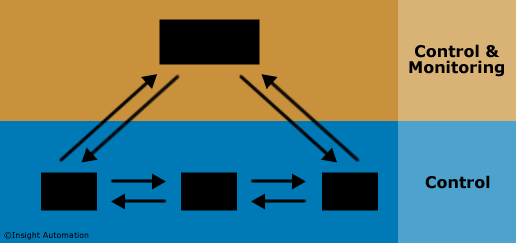 Control &
Monitoring
Control
©Insight Automation